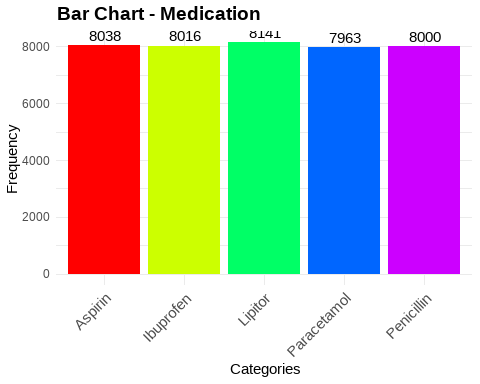 Bar Chart - Medication
8038 8016 8141 7963 8000
8000
6000
4000
2000
0
Frequency
Aspirin Ibuprofen Lipitor Paracetamol Penicillin
Categories